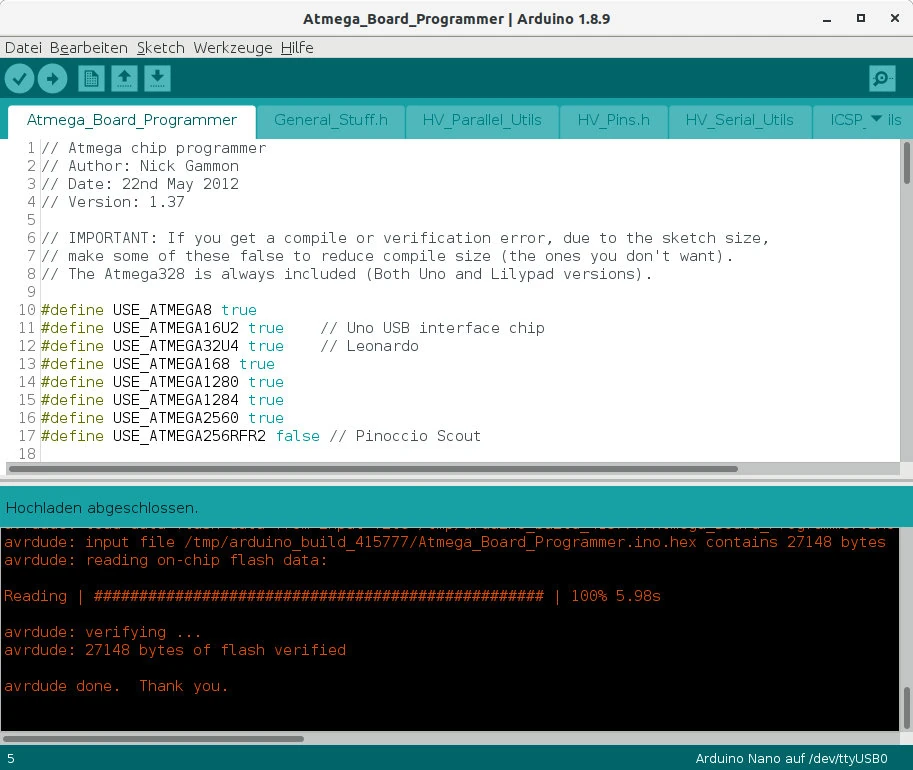 Atmega_Board_Programmer | Arduino 1.8.9
Datei Bearbeiten Sketch Werkzeuge Hilfe
Atmega_Board_Programmer General_Stuff.h HV_Parallel_Utils HV_Pins.h HV_Serial_Utils ICSP_ ils
1 // Atmega chip programmer
2 // Author: Nick Gammon
3 // Date: 22nd May 2012
4 // Version: 1.37
5
6 // IMPORTANT: If you get a compile or verification error, due to the sketch size,
7 // make some of these false to reduce compile size (the ones you don't want).
8 // The Atmega328 is always included (Both Uno and Lilypad versions).
9
10 #define USE_ATMEGA8 true
11 #define USE_ATMEGA16U2 true    // Uno USB interface chip
12 #define USE_ATMEGA32U4 true    // Leonardo
13 #define USE_ATMEGA168 true
14 #define USE_ATMEGA1280 true
15 #define USE_ATMEGA1284 true
16 #define USE_ATMEGA2560 true
17 #define USE_ATMEGA256RFR2 false // Pinoccio Scout
18
Hochladen abgeschlossen.
avrdude: input file /tmp/arduino_build_415777/Atmega_Board_Programmer.ino.hex contains 27148 bytes
avrdude: reading on-chip flash data:
Reading | ################################################## | 100% 5.98s
avrdude: verifying ...
avrdude: 27148 bytes of flash verified
avrdude done.  Thank you.
5
Arduino Nano auf /dev/ttyUSB0